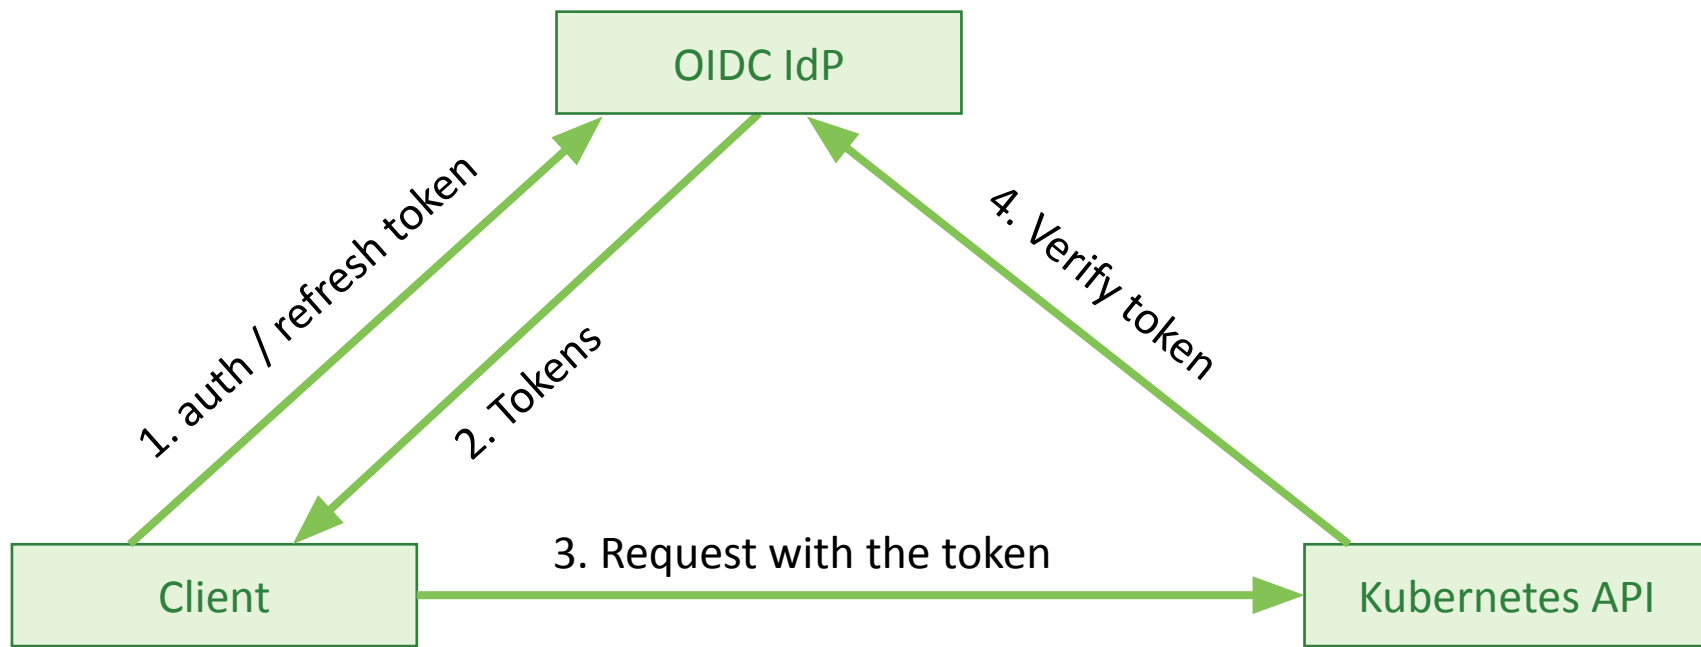 OIDC IdP
1. auth / refresh token
2. Tokens
4. Verify token
3. Request with the token
Client
Kubernetes API